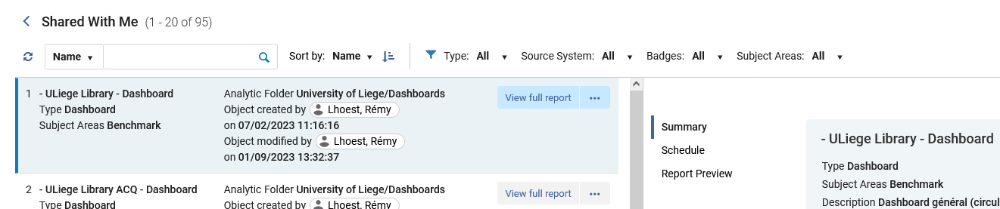 Shared With Me (1 - 20 of 95)
Name
Sort by: Name
Type: All
Source System: All
Badges: All
Subject Areas: All
1 - ULiege Library - Dashboard
Type Dashboard
Subject Areas Benchmark
Analytic Folder University of Liege/Dashboards
Object created by Lhoest, Rémy
on 07/02/2023 11:16:16
Object modified by Lhoest, Rémy
on 01/09/2023 13:32:37
View full report
2 - ULiege Library ACQ - Dashboard
Type Dashboard
Analytic Folder University of Liege/Dashboards
Object created by Lhoest, Rémy
View full report
Summary
Schedule
Report Preview
- ULiege Library - Dashboard
Type Dashboard
Subject Areas Benchmark
Description Dashboard général (circul